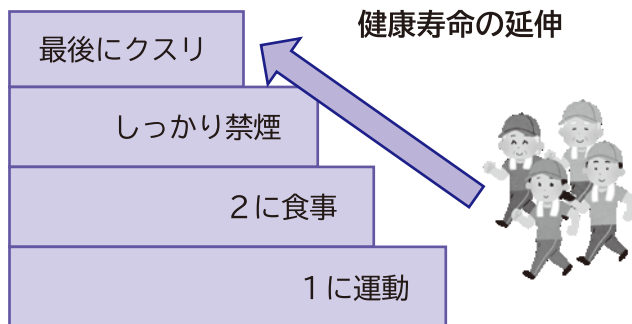 健康寿命の延伸
最後にクスリ
しっかり禁煙
２に食事
１に運動